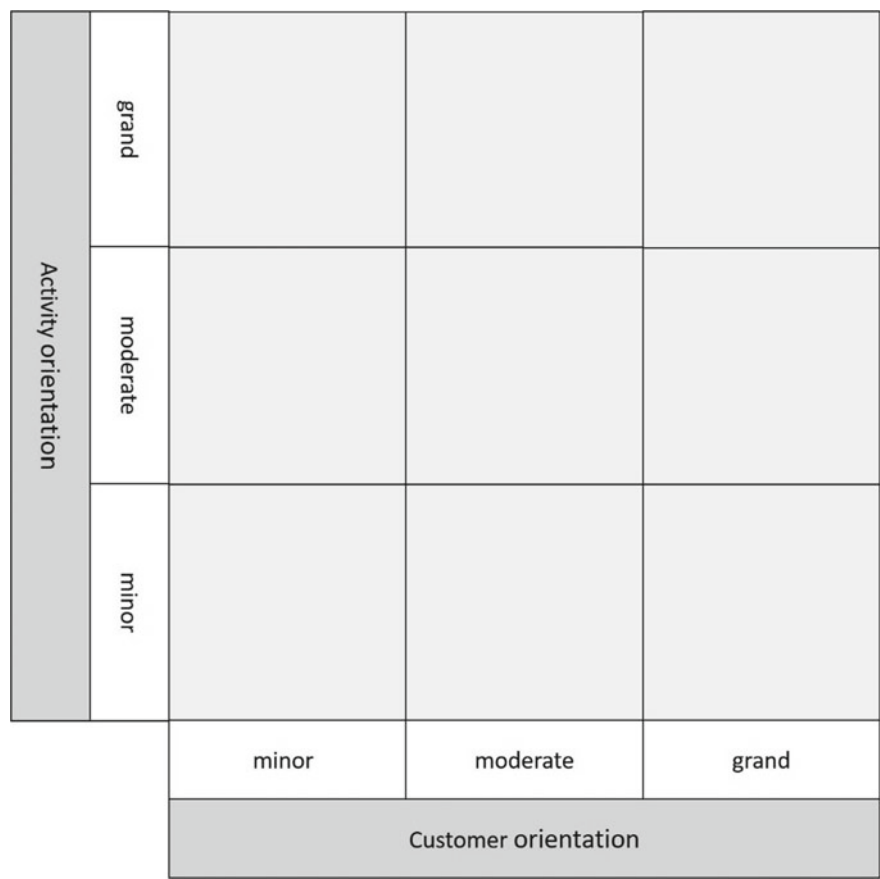 Activity orientation
grand
moderate
minor
minor
moderate
grand
Customer orientation